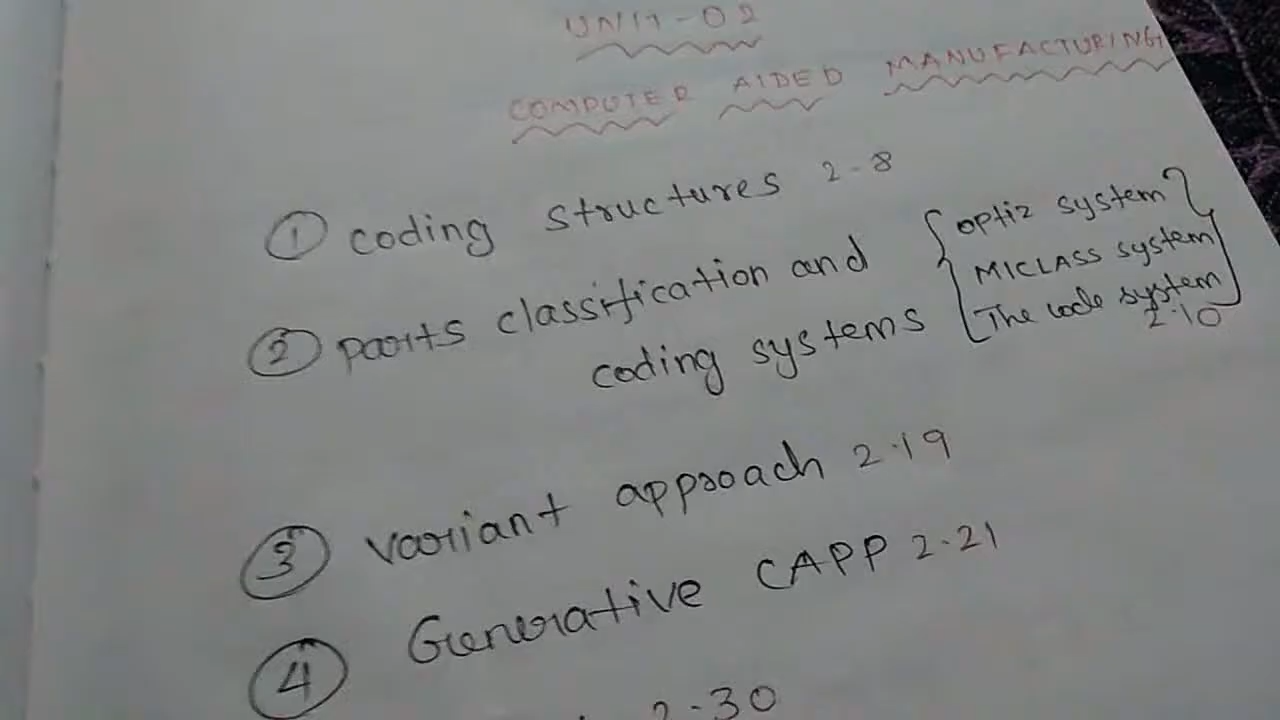 UNIT-02
COMPUTER AIDED MANUFACTURING
① coding structures 2-8
② parts classification and
coding systems
optiz system
MICLASS system
The code system
2.10
③ variant approach 2.19
④ Generative CAPP 2.21
2.30